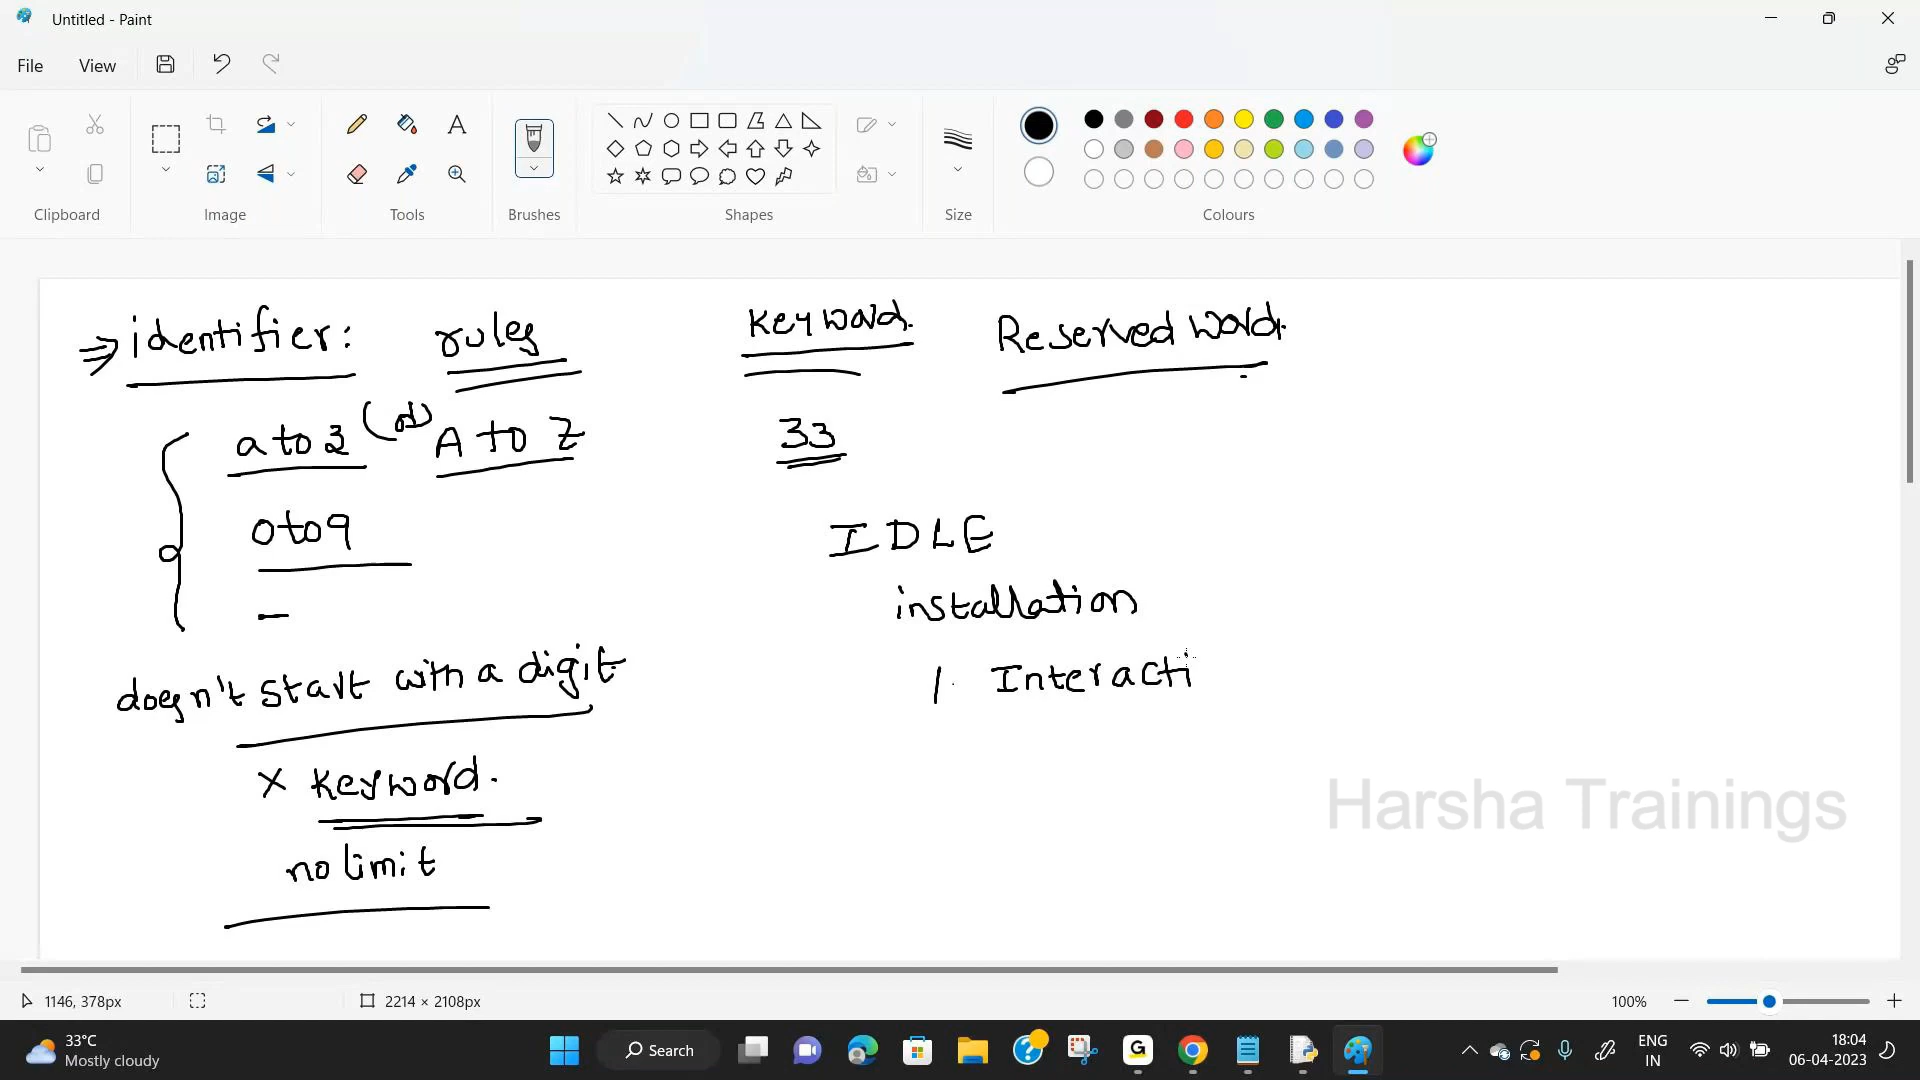 Untitled - Paint
File View
Clipboard Image Tools Brushes Shapes Size Colours
⇒ identifier: rules
a to z (or) A to Z
0 to 9
_
doesn't start with a digit
x keyword.
no limit
keyword. Reserved word.
33
IDLE
installation
1. Interacti
Harsha Trainings
1146, 378px 2214 × 2108px 100%
33°C
Mostly cloudy
Search
ENG
IN
18:04
06-04-2023